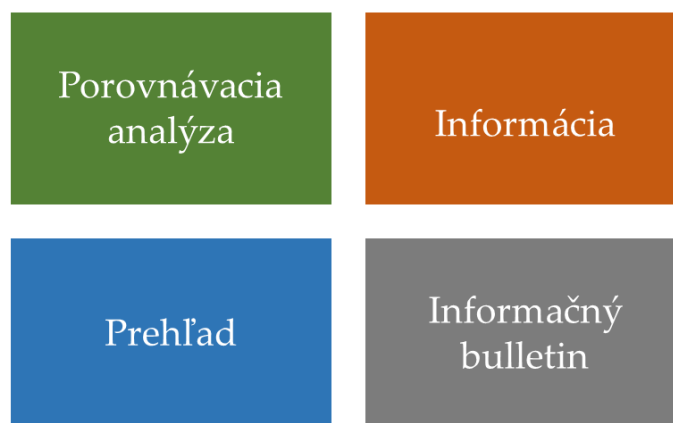 Porovnávacia
analýza
Informácia
Prehľad
Informačný
bulletin